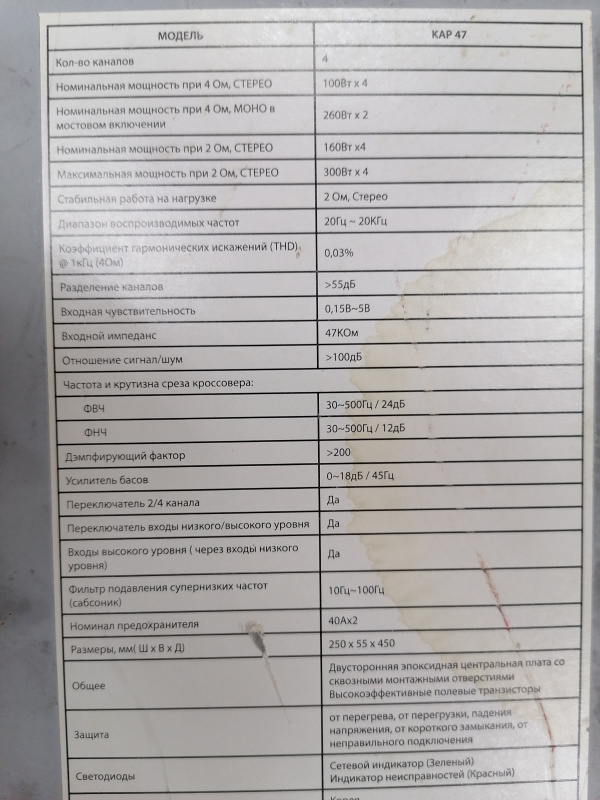 МОДЕЛЬ КАР 47
Кол-во каналов 4
Номинальная мощность при 4 Ом, СТЕРЕО 100Вт х 4
Номинальная мощность при 4 Ом, МОНО в
мостовом включении 260Вт х 2
Номинальная мощность при 2 Ом, СТЕРЕО 160Вт х4
Максимальная мощность при 2 Ом, СТЕРЕО 300Вт х 4
Стабильная работа на нагрузке 2 Ом, Стерео
Диапазон воспроизводимых частот 20Гц ~ 20КГц
Коэффициент гармонических искажений (THD)
@ 1кГц (4Ом) 0,03%
Разделение каналов >55дБ
Входная чувствительность 0,15В~5В
Входной импеданс 47КОм
Отношение сигнал/шум >100дБ
Частота и крутизна среза кроссовера:
ФВЧ 30~500Гц / 24дБ
ФНЧ 30~500Гц / 12дБ
Дэмпфирующий фактор >200
Усилитель басов 0~18дБ / 45Гц
Переключатель 2/4 канала Да
Переключатель входы низкого/высокого уровня Да
Входы высокого уровня ( через входы низкого
уровня) Да
Фильтр подавления супернизких частот
(сабсоник) 10Гц~100Гц
Номинал предохранителя 40Ах2
Размеры, мм( Ш х В х Д) 250 х 55 х 450
Общее
Двусторонняя эпоксидная центральная плата со
сквозными монтажными отверстиями
Высокоэффективные полевые транзисторы
Защита
от перегрева, от перегрузки, падения
напряжения, от короткого замыкания, от
неправильного подключения
Светодиоды
Сетевой индикатор (Зеленый)
Индикатор неисправностей (Красный)